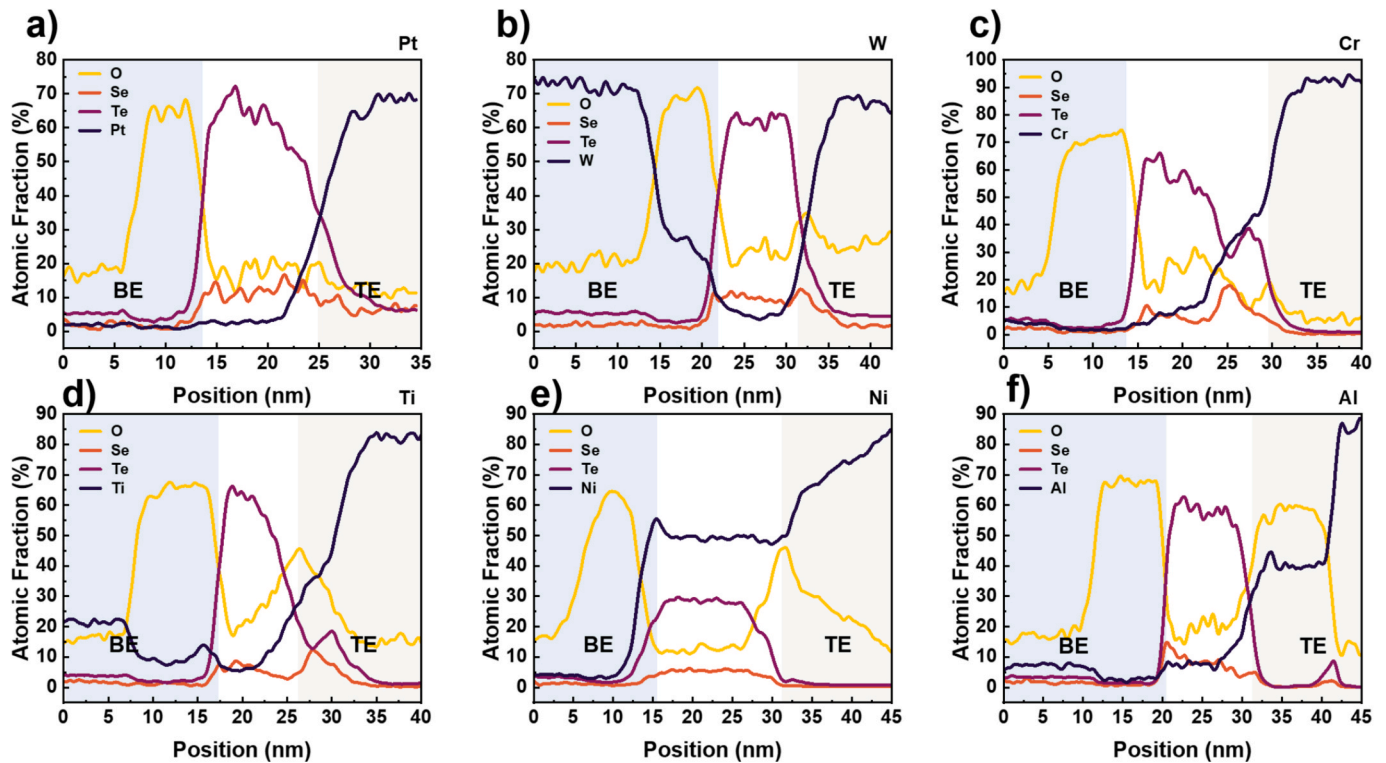 a)
Pt
Atomic Fraction (%)
80
70
60
50
40
30
20
10
0
O
Se
Te
Pt
BE
TE
0 5 10 15 20 25 30 35
Position (nm)
b)
W
Atomic Fraction (%)
80
70
60
50
40
30
20
10
0
O
Se
Te
W
BE
TE
0 10 20 30 40
Position (nm)
c)
Cr
Atomic Fraction (%)
100
90
80
70
60
50
40
30
20
10
0
O
Se
Te
Cr
BE
TE
0 5 10 15 20 25 30 35 40
Position (nm)
d)
Ti
Atomic Fraction (%)
90
80
70
60
50
40
30
20
10
0
O
Se
Te
Ti
BE
TE
0 5 10 15 20 25 30 35 40
Position (nm)
e)
Ni
Atomic Fraction (%)
90
80
70
60
50
40
30
20
10
0
O
Se
Te
Ni
BE
TE
0 5 10 15 20 25 30 35 40 45
Position (nm)
f)
Al
Atomic Fraction (%)
90
80
70
60
50
40
30
20
10
0
O
Se
Te
Al
BE
TE
0 5 10 15 20 25 30 35 40 45
Position (nm)